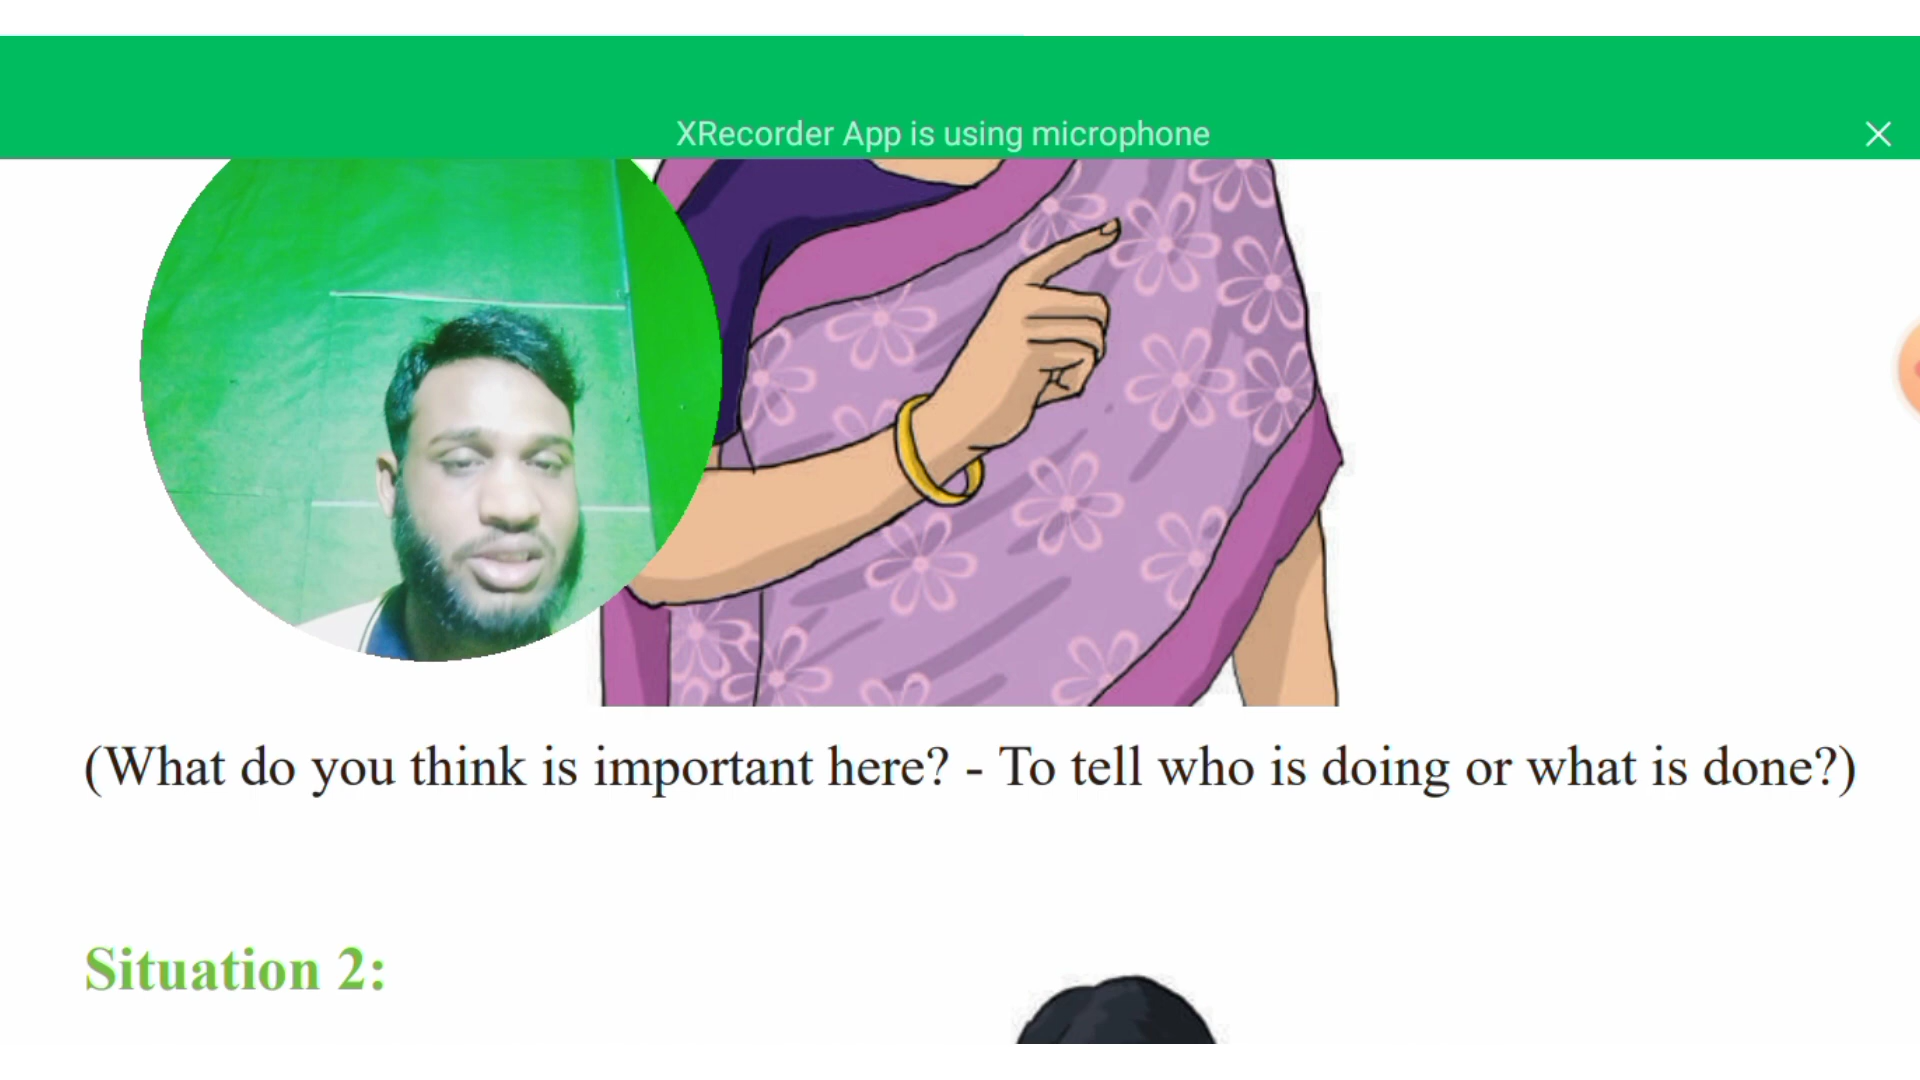 XRecorder App is using microphone
(What do you think is important here? - To tell who is doing or what is done?)
Situation 2: